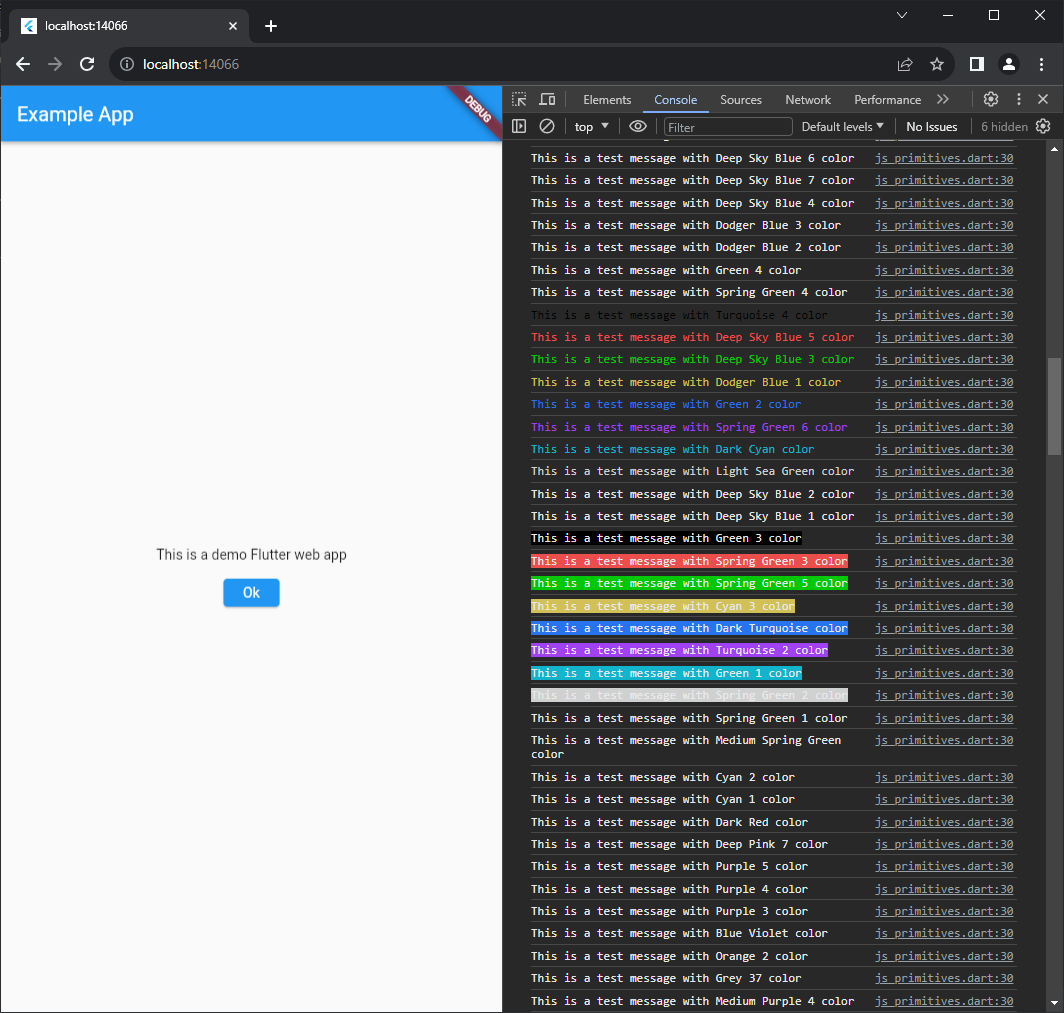 localhost:14066
localhost:14066
Example App
DEBUG
This is a demo Flutter web app
Ok
Elements Console Sources Network Performance
top Filter Default levels No Issues 6 hidden
This is a test message with Deep Sky Blue 6 color js_primitives.dart:30
This is a test message with Deep Sky Blue 7 color js_primitives.dart:30
This is a test message with Deep Sky Blue 4 color js_primitives.dart:30
This is a test message with Dodger Blue 3 color js_primitives.dart:30
This is a test message with Dodger Blue 2 color js_primitives.dart:30
This is a test message with Green 4 color js_primitives.dart:30
This is a test message with Spring Green 4 color js_primitives.dart:30
This is a test message with Turquoise 4 color js_primitives.dart:30
This is a test message with Deep Sky Blue 5 color js_primitives.dart:30
This is a test message with Deep Sky Blue 3 color js_primitives.dart:30
This is a test message with Dodger Blue 1 color js_primitives.dart:30
This is a test message with Green 2 color js_primitives.dart:30
This is a test message with Spring Green 6 color js_primitives.dart:30
This is a test message with Dark Cyan color js_primitives.dart:30
This is a test message with Light Sea Green color js_primitives.dart:30
This is a test message with Deep Sky Blue 2 color js_primitives.dart:30
This is a test message with Deep Sky Blue 1 color js_primitives.dart:30
This is a test message with Green 3 color js_primitives.dart:30
This is a test message with Spring Green 3 color js_primitives.dart:30
This is a test message with Spring Green 5 color js_primitives.dart:30
This is a test message with Cyan 3 color js_primitives.dart:30
This is a test message with Dark Turquoise color js_primitives.dart:30
This is a test message with Turquoise 2 color js_primitives.dart:30
This is a test message with Green 1 color js_primitives.dart:30
This is a test message with Spring Green 2 color js_primitives.dart:30
This is a test message with Spring Green 1 color js_primitives.dart:30
This is a test message with Medium Spring Green js_primitives.dart:30
color
This is a test message with Cyan 2 color js_primitives.dart:30
This is a test message with Cyan 1 color js_primitives.dart:30
This is a test message with Dark Red color js_primitives.dart:30
This is a test message with Deep Pink 7 color js_primitives.dart:30
This is a test message with Purple 5 color js_primitives.dart:30
This is a test message with Purple 4 color js_primitives.dart:30
This is a test message with Purple 3 color js_primitives.dart:30
This is a test message with Blue Violet color js_primitives.dart:30
This is a test message with Orange 2 color js_primitives.dart:30
This is a test message with Grey 37 color js_primitives.dart:30
This is a test message with Medium Purple 4 color js_primitives.dart:30